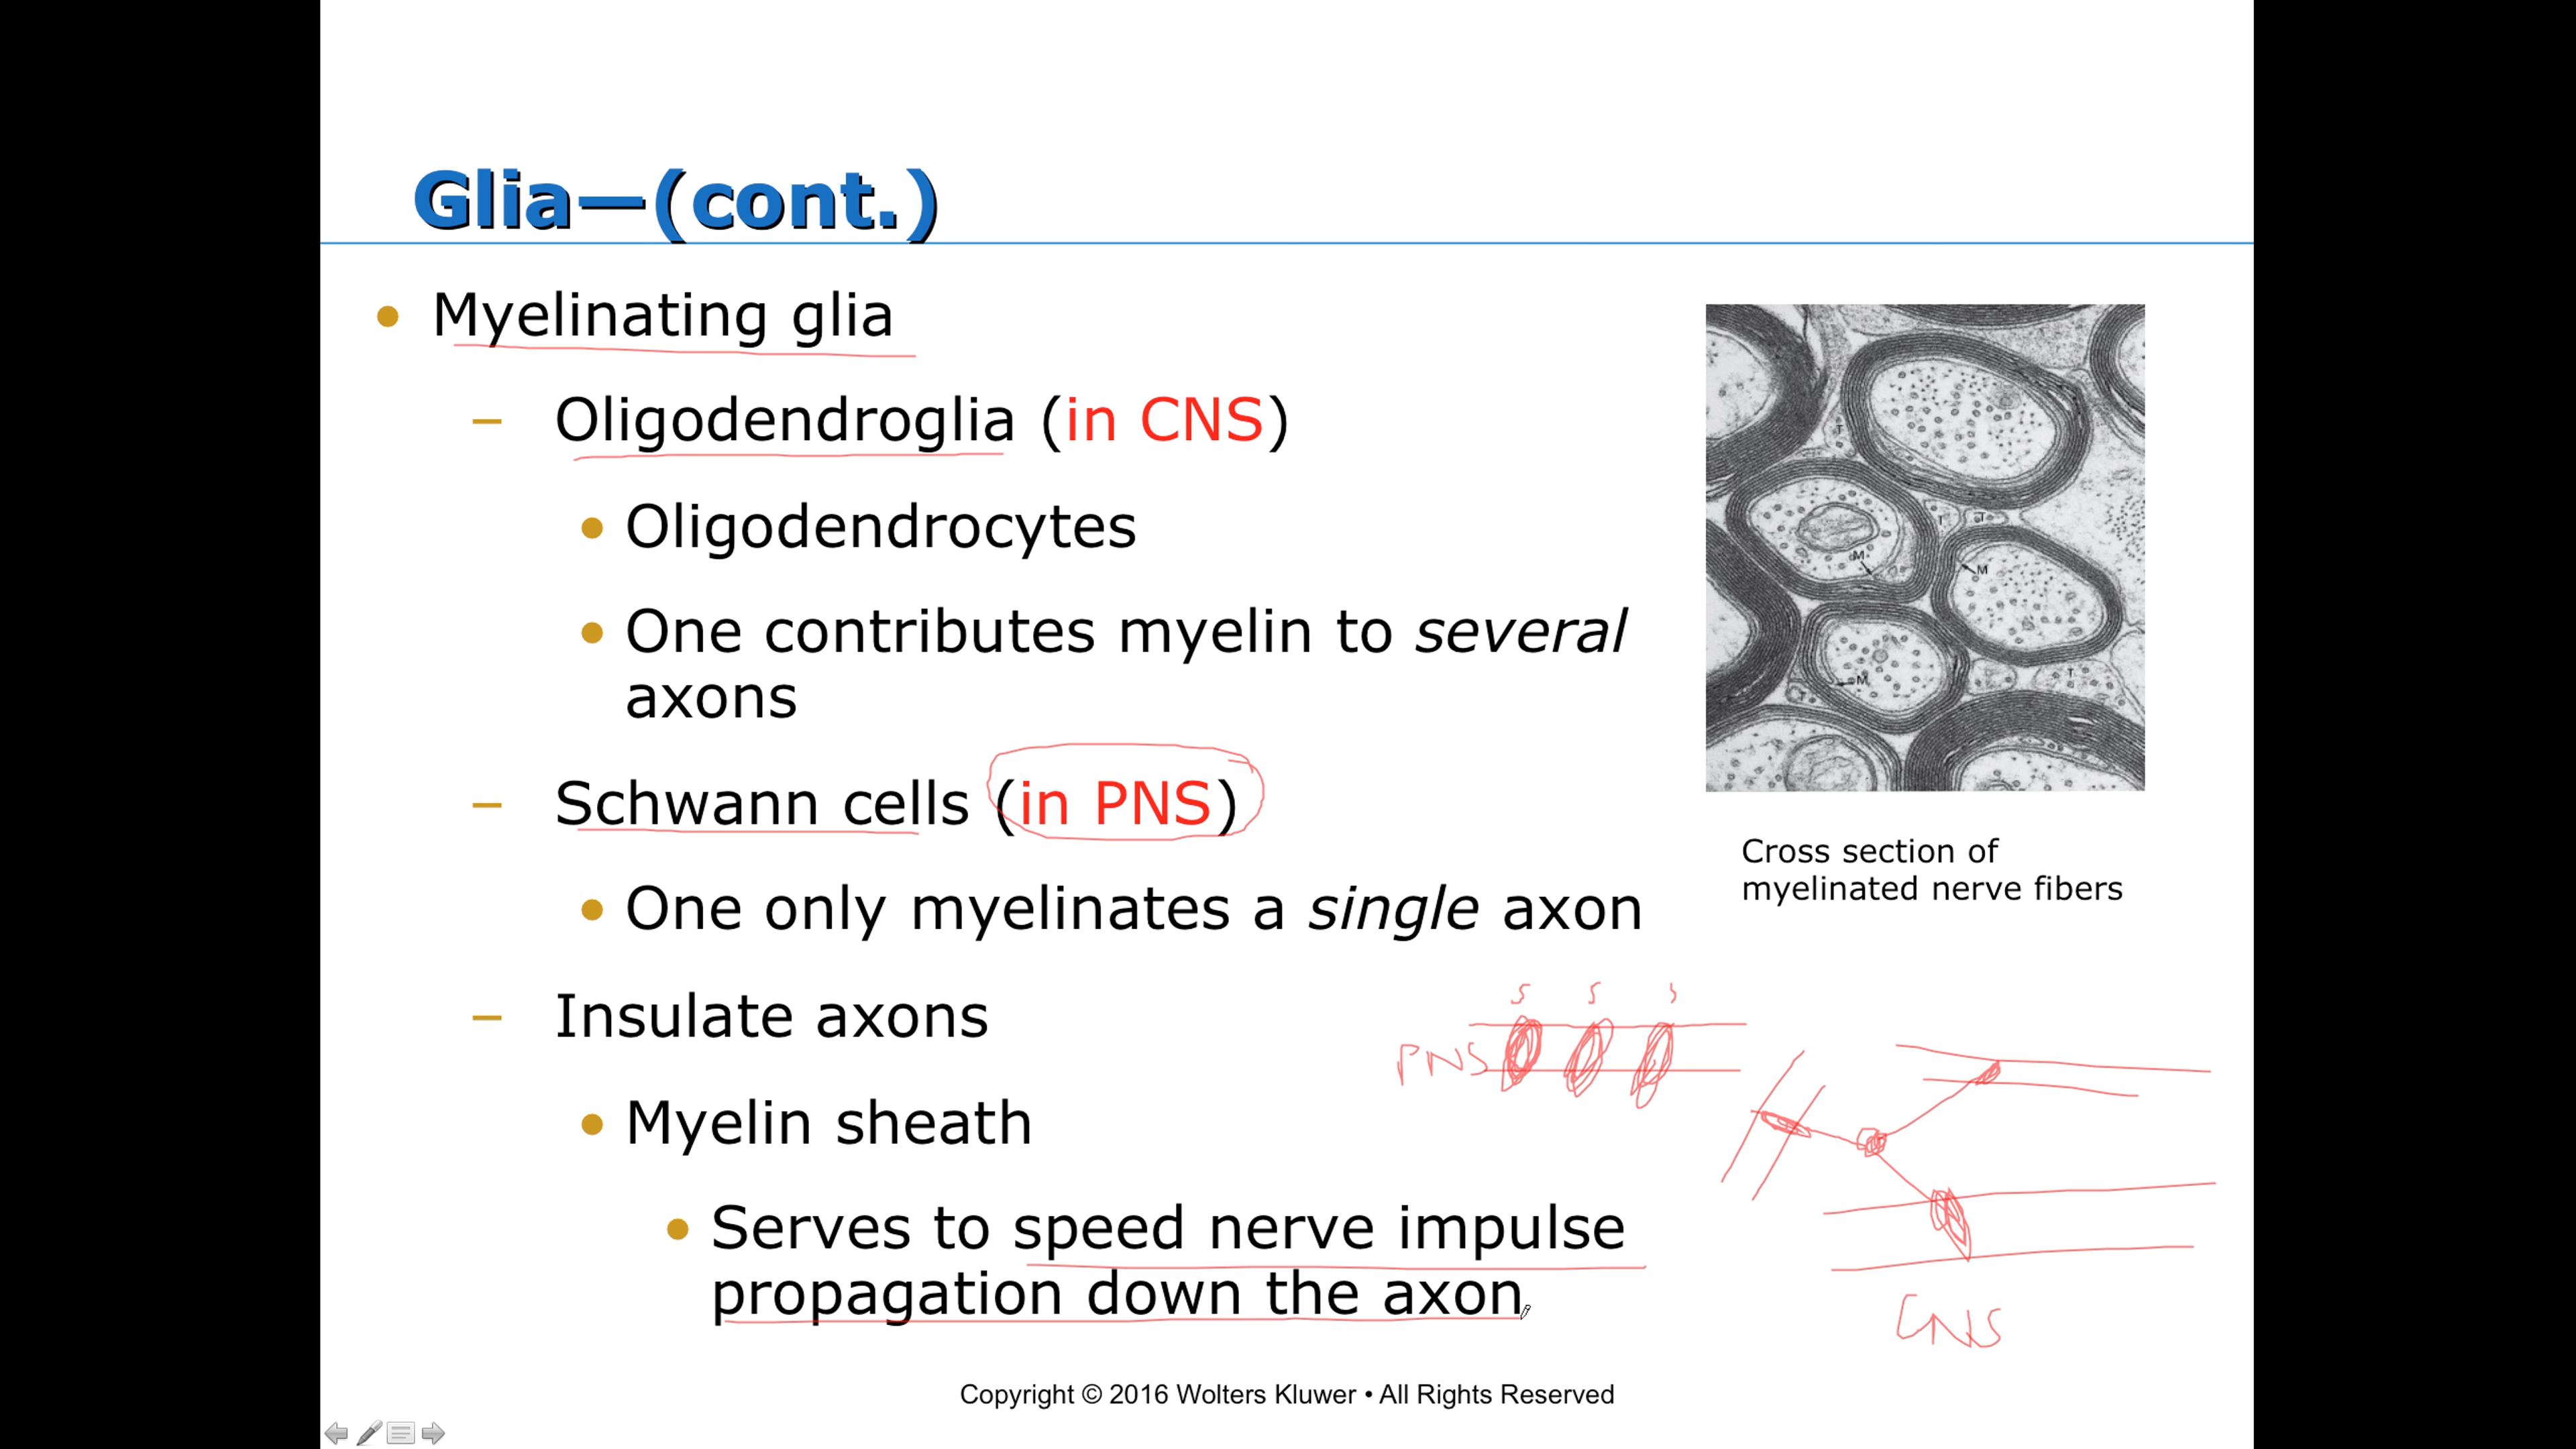 Glia—(cont.)
• Myelinating glia
– Oligodendroglia (in CNS)
• Oligodendrocytes
• One contributes myelin to several
axons
– Schwann cells (in PNS)
• One only myelinates a single axon
– Insulate axons
• Myelin sheath
• Serves to speed nerve impulse
propagation down the axon
T
T T
M
M
M
T
T
Cross section of
myelinated nerve fibers
S S S
PNS
CNS
Copyright © 2016 Wolters Kluwer • All Rights Reserved